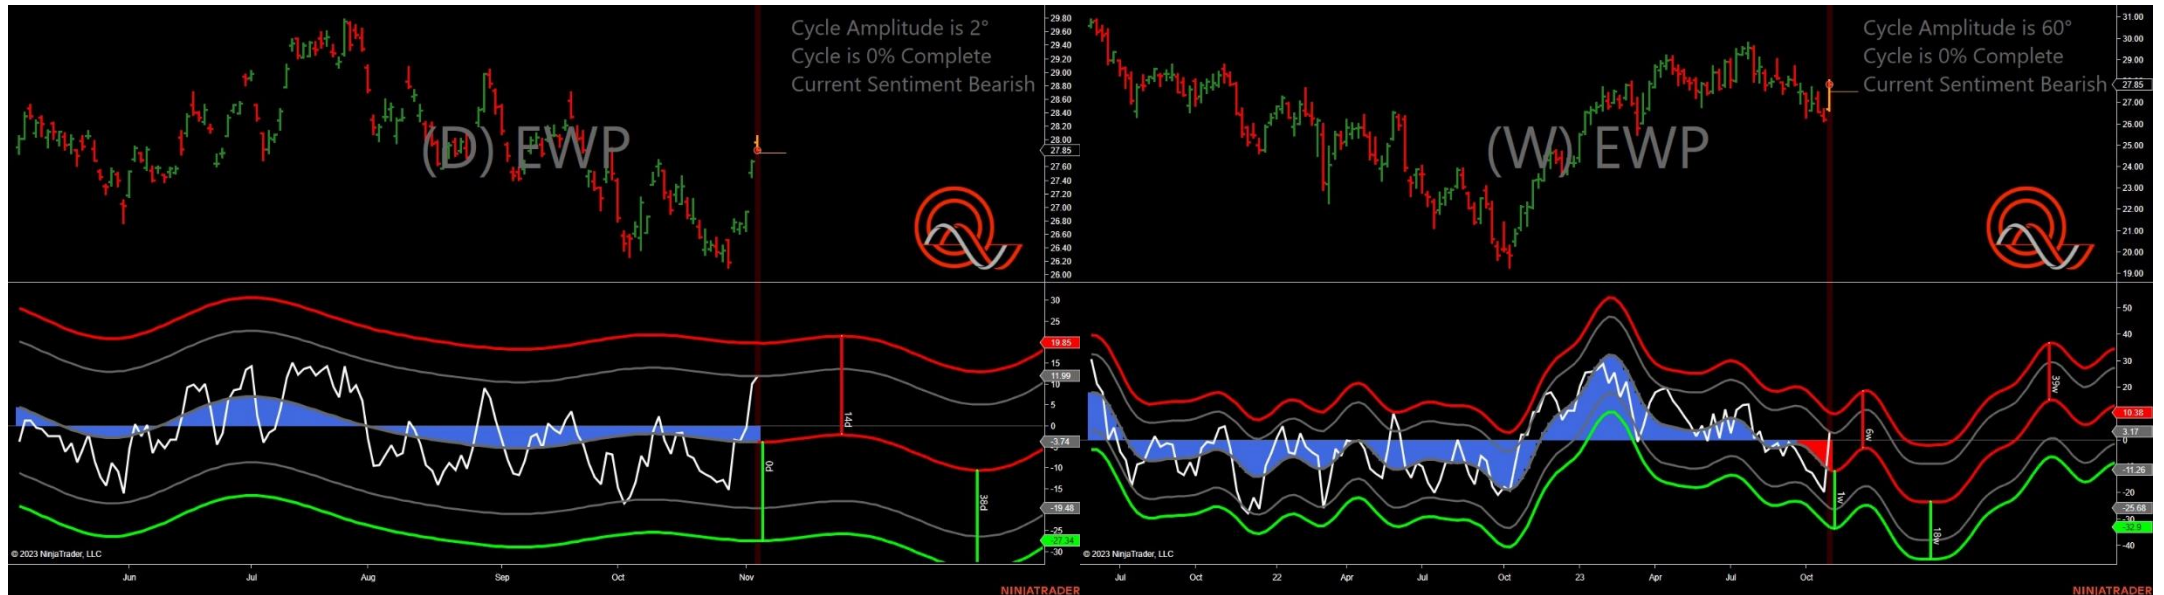 Cycle Amplitude is 2°
Cycle is 0% Complete
Current Sentiment Bearish
(D) EWP
29.80
29.60
29.40
29.20
29.00
28.80
28.60
28.40
28.20
28.00
27.85
27.60
27.40
27.20
27.00
26.80
26.60
26.40
26.20
26.00
30
25
19.85
15
11.99
10
5
0
-3.74
-10
-15
-19.48
-25
-27.34
-30
14d
0d
38d
© 2023 NinjaTrader, LLC
Jun Jul Aug Sep Oct Nov
NINJATRADER
Cycle Amplitude is 60°
Cycle is 0% Complete
Current Sentiment Bearish
(W) EWP
31.00
30.00
29.00
27.85
27.00
26.00
25.00
24.00
23.00
22.00
21.00
20.00
19.00
50
40
30
20
10.38
3.17
0
-11.26
-20
-25.68
-32.9
-40
6w
1w
18w
39w
© 2023 NinjaTrader, LLC
Jul Oct 22 Apr Jul Oct 23 Apr Jul Oct
NINJATRADER